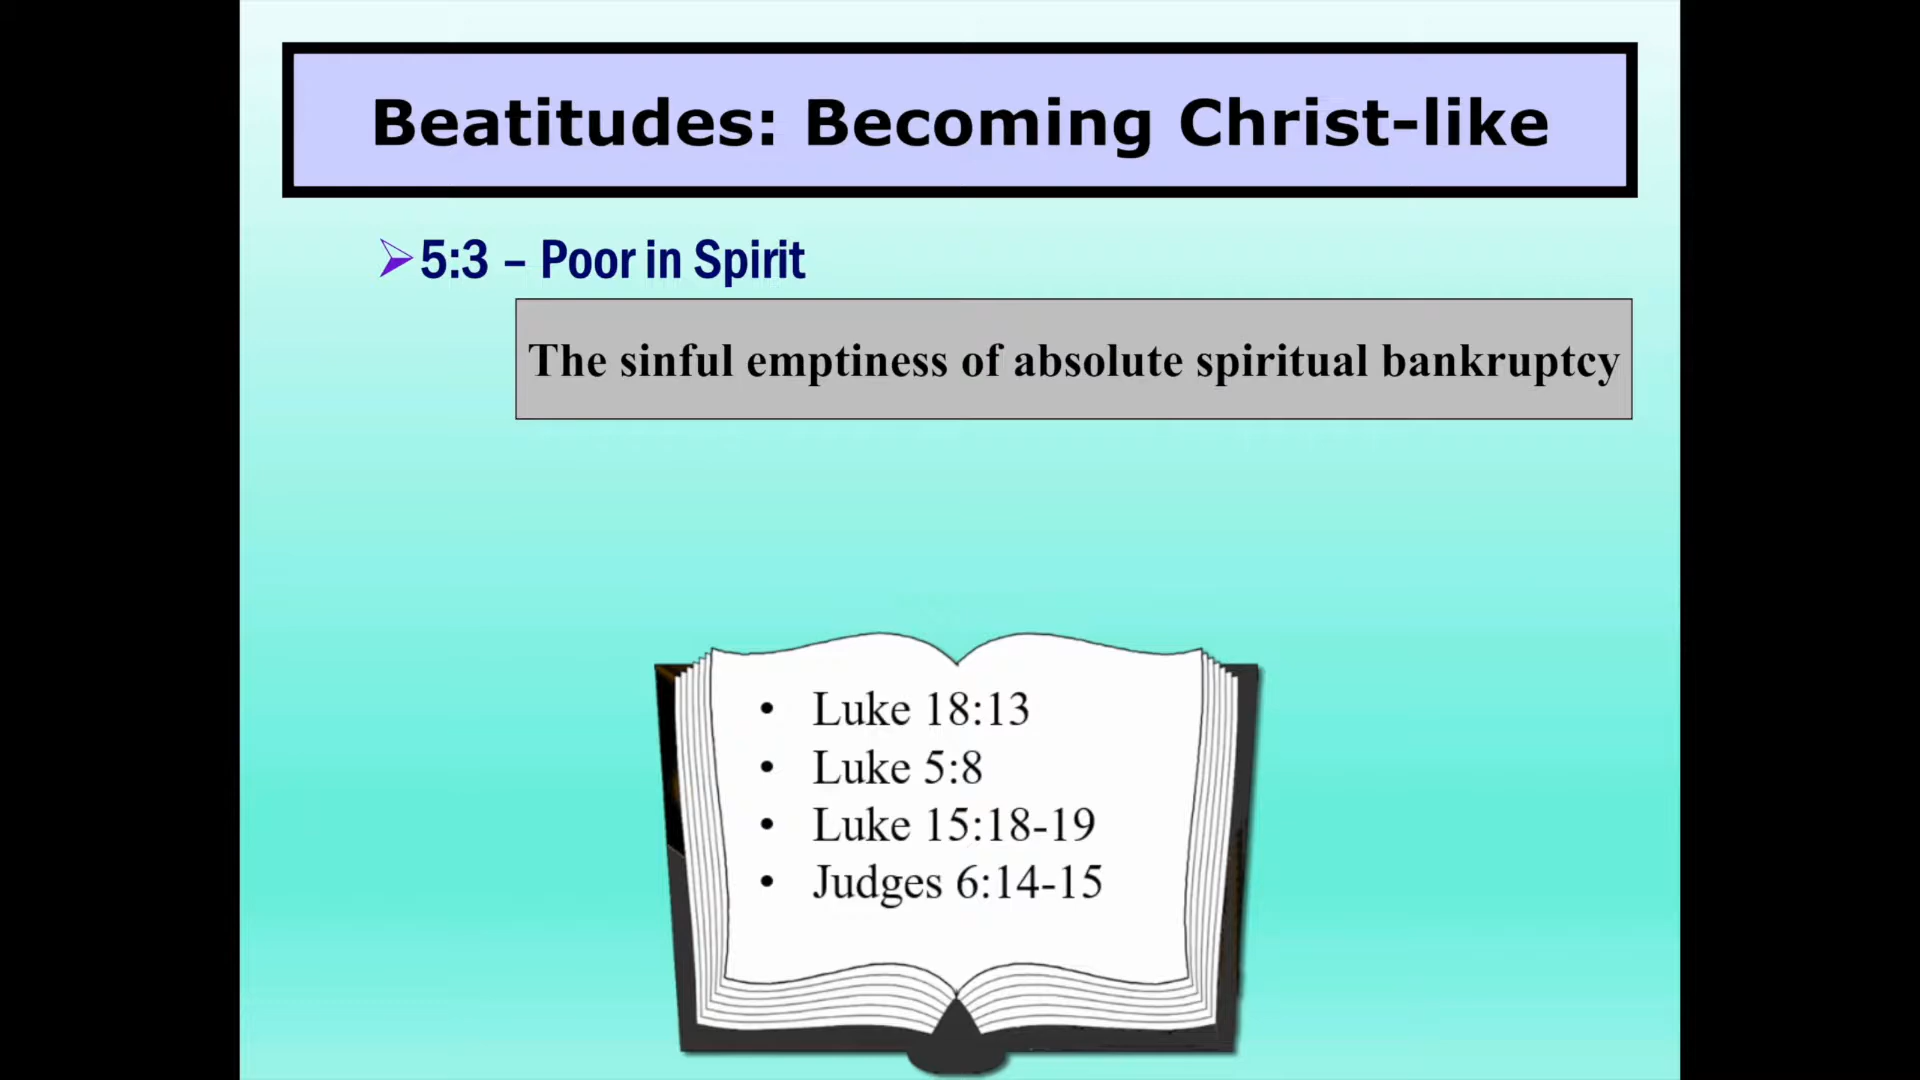 Beatitudes: Becoming Christ-like
5:3 – Poor in Spirit
The sinful emptiness of absolute spiritual bankruptcy
• Luke 18:13
• Luke 5:8
• Luke 15:18-19
• Judges 6:14-15